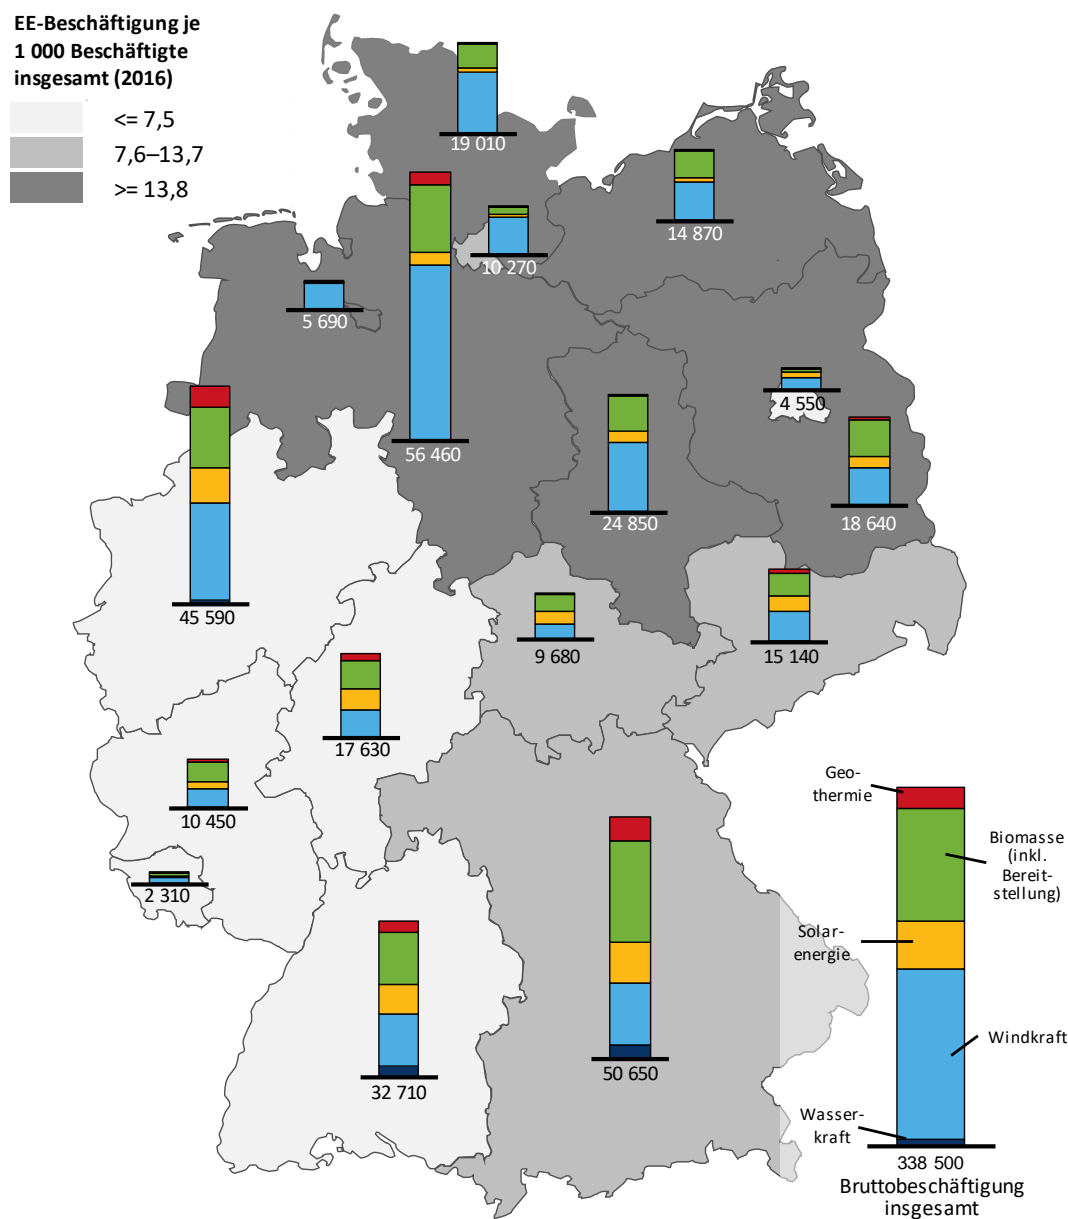 EE-Beschäftigung je
1 000 Beschäftigte
insgesamt (2016)
<= 7,5
7,6–13,7
>= 13,8
19 010
14 870
10 270
5 690
4 550
56 460
24 850
18 640
45 590
9 680
15 140
17 630
10 450
2 310
32 710
50 650
Geo-
thermie
Biomasse
(inkl.
Bereit-
stellung)
Solar-
energie
Windkraft
Wasser-
kraft
338 500
Bruttobeschäftigung
insgesamt